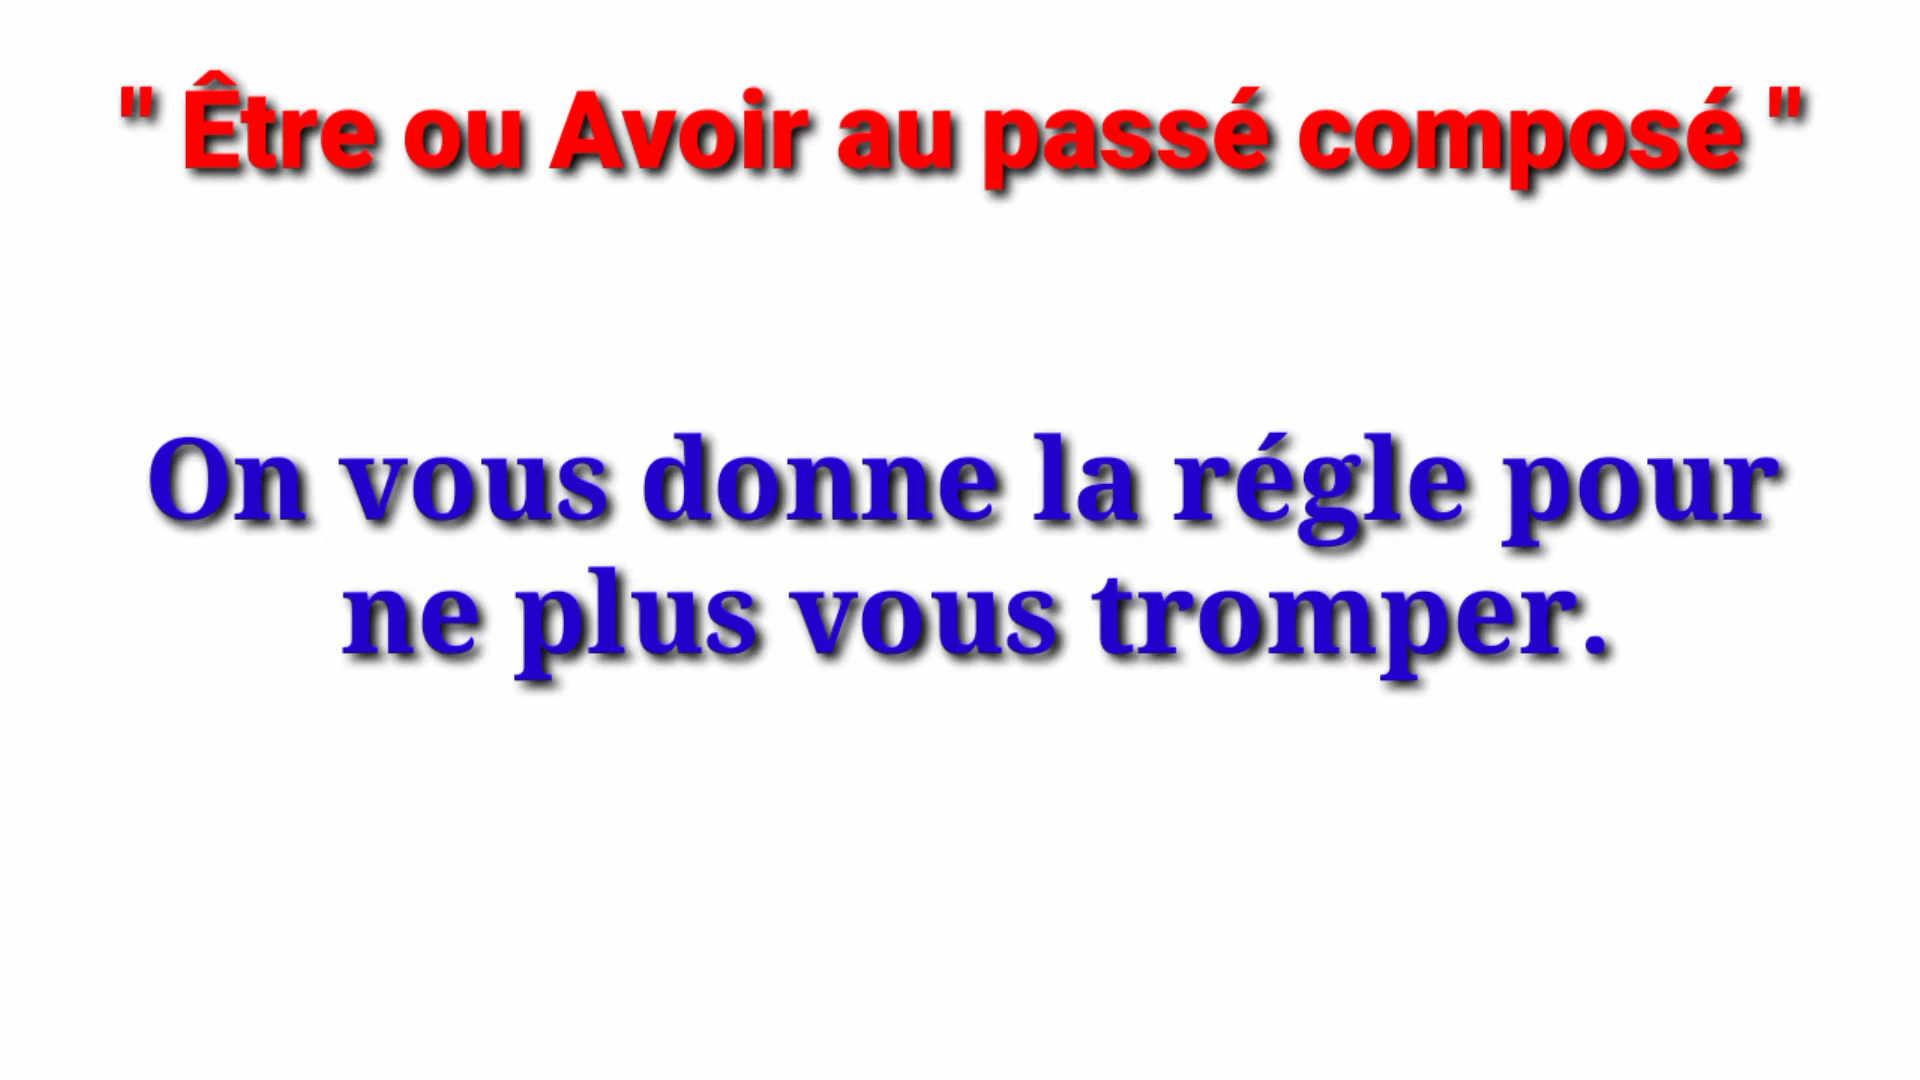 " Être ou Avoir au passé composé "
On vous donne la régle pour
ne plus vous tromper.